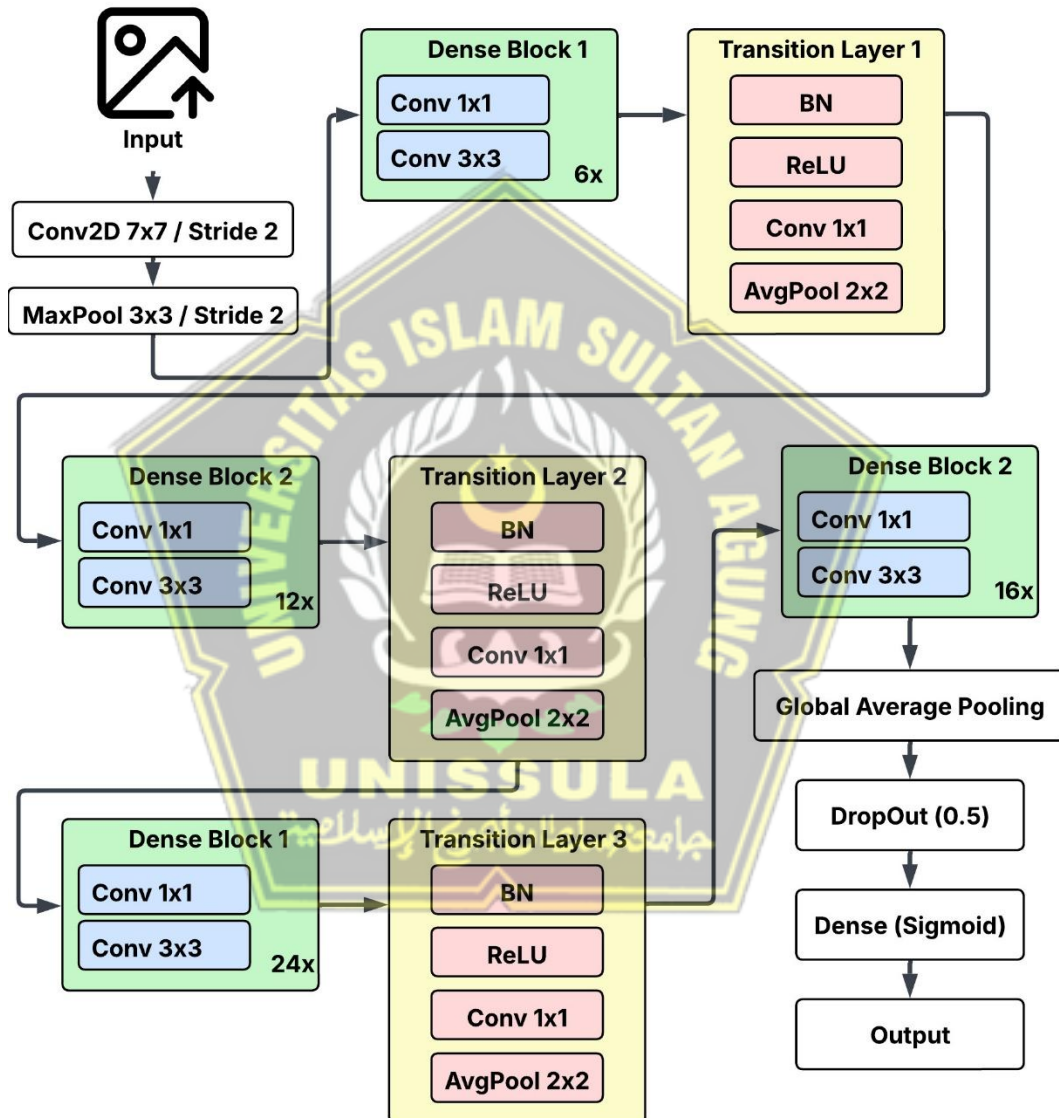 Input
Conv2D 7x7 / Stride 2
MaxPool 3x3 / Stride 2
Dense Block 1
Conv 1x1
Conv 3x3
6x
Transition Layer 1
BN
ReLU
Conv 1x1
AvgPool 2x2
Dense Block 2
Conv 1x1
Conv 3x3
12x
Transition Layer 2
BN
ReLU
Conv 1x1
AvgPool 2x2
Dense Block 1
Conv 1x1
Conv 3x3
24x
Transition Layer 3
BN
ReLU
Conv 1x1
AvgPool 2x2
Dense Block 2
Conv 1x1
Conv 3x3
16x
Global Average Pooling
DropOut (0.5)
Dense (Sigmoid)
Output
UNIVERSITAS ISLAM SULTAN AGUNG
UNISSULA